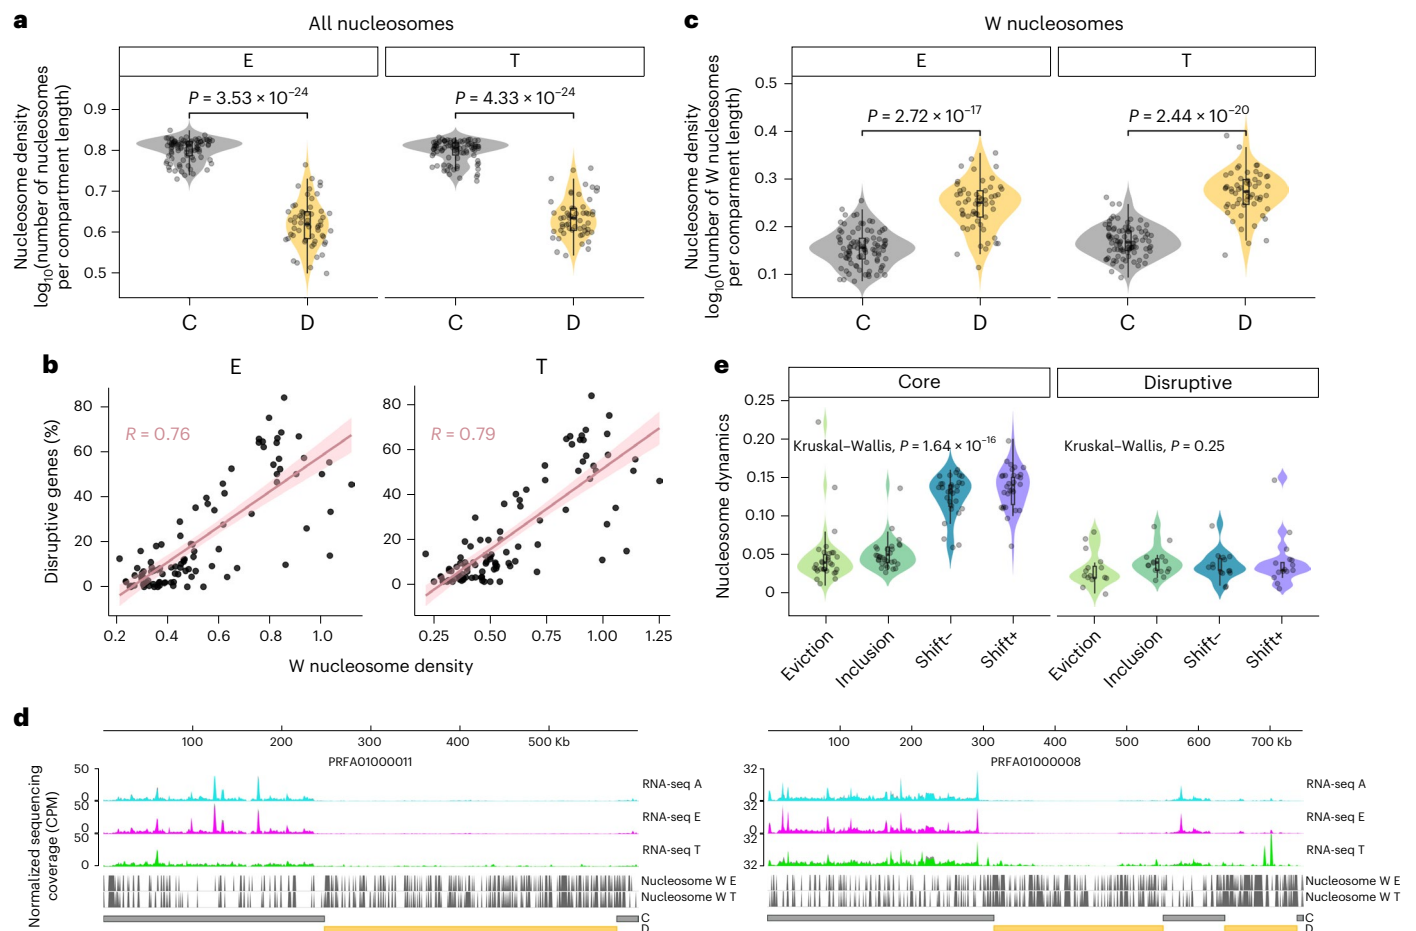 a
All nucleosomes
E
T
Nucleosome density
log10(number of nucleosomes
per compartment length)
0.9
0.8
0.7
0.6
0.5
P = 3.53 × 10−24
P = 4.33 × 10−24
C
D
C
D
c
W nucleosomes
E
T
Nucleosome density
log10(number of W nucleosomes
per compartment length)
0.5
0.4
0.3
0.2
0.1
P = 2.72 × 10−17
P = 2.44 × 10−20
C
D
C
D
b
E
T
Disruptive genes (%)
80
60
40
20
0
R = 0.76
0.2
0.4
0.6
0.8
1.0
80
60
40
20
0
R = 0.79
0.25
0.50
0.75
1.00
1.25
W nucleosome density
e
Core
Disruptive
Nucleosome dynamics
0.25
0.20
0.15
0.10
0.05
0
Kruskal–Wallis, P = 1.64 × 10−16
Kruskal–Wallis, P = 0.25
Eviction
Inclusion
Shift−
Shift+
Eviction
Inclusion
Shift−
Shift+
d
Normalized sequencing
coverage (CPM)
100
200
300
400
500 Kb
PRFA01000011
50
0
RNA-seq A
50
0
RNA-seq E
50
0
RNA-seq T
Nucleosome W E
Nucleosome W T
C
D
100
200
300
400
500
600
700 Kb
PRFA01000008
32
0
RNA-seq A
32
0
RNA-seq E
32
32
RNA-seq T
Nucleosome W E
Nucleosome W T
C
D